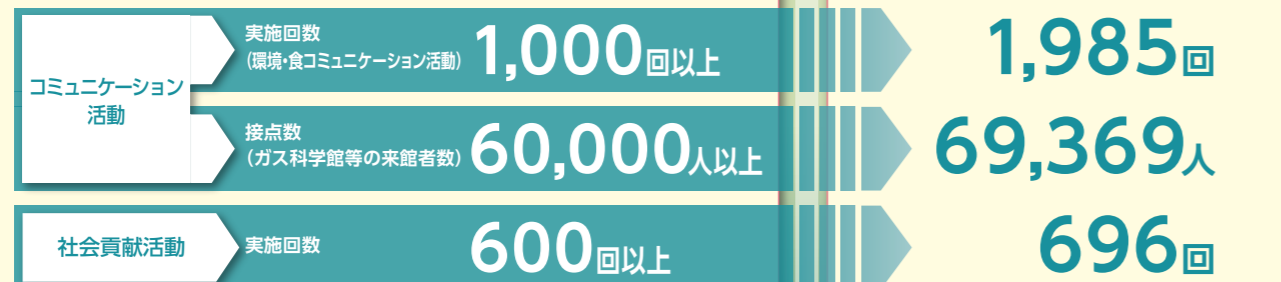 コミュニケーション
活動
実施回数
（環境・食コミュニケーション活動）
1,000回以上
1,985回
接点数
（ガス科学館等の来館者数）
60,000人以上
69,369人
社会貢献活動
実施回数
600回以上
696回